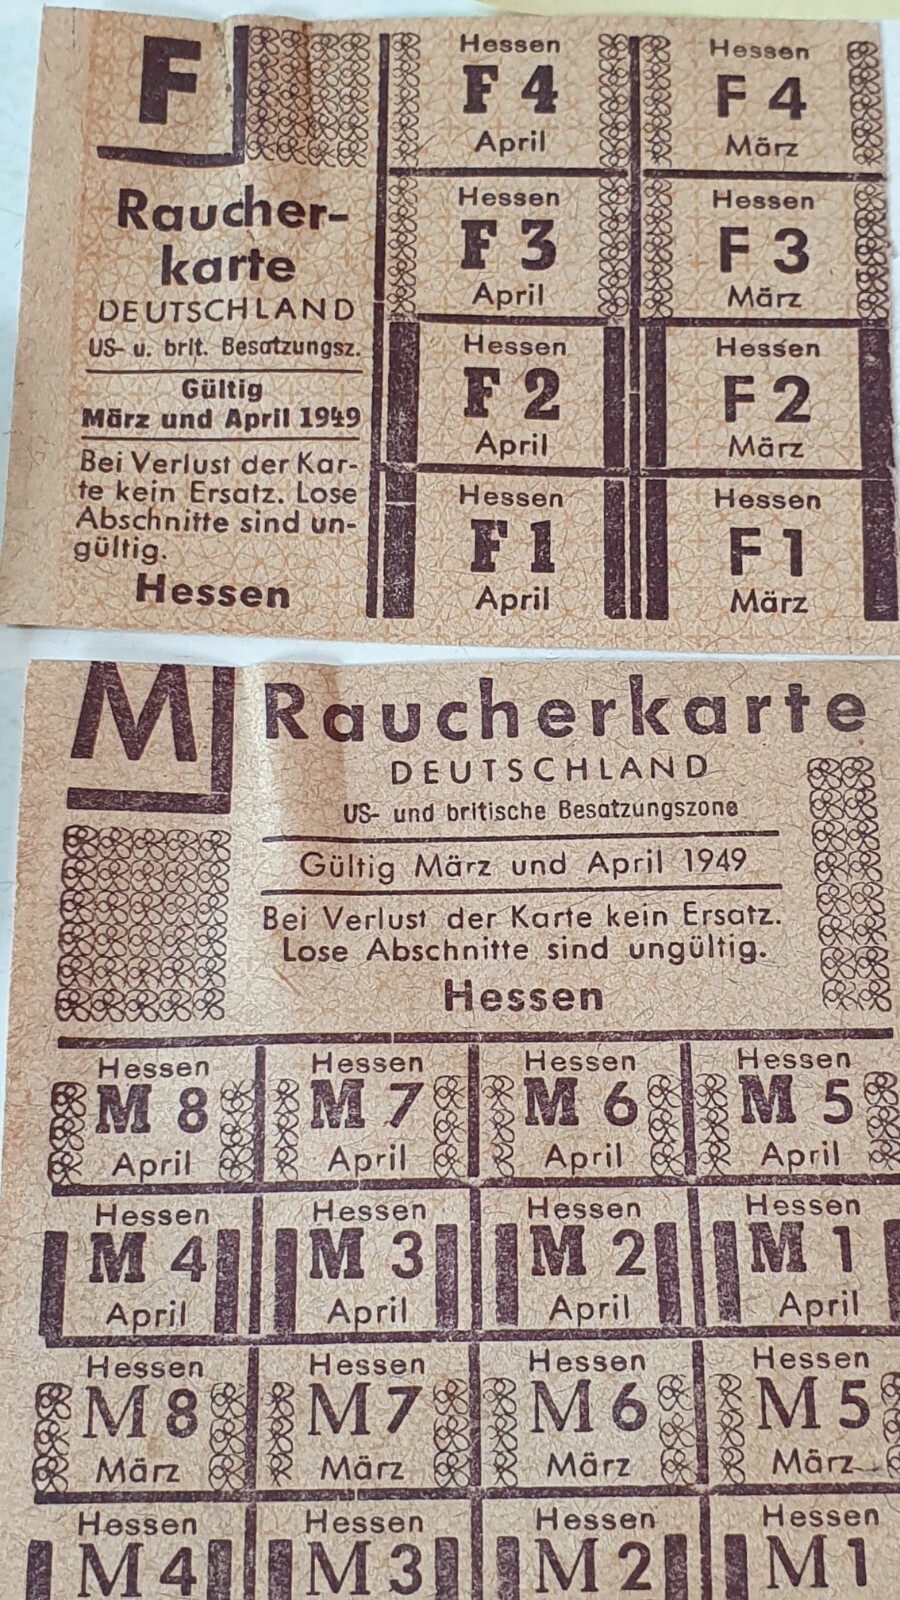 F
Raucher-
karte
DEUTSCHLAND
US- u. brit. Besatzungsz.
Gültig
März und April 1949
Bei Verlust der Kar-
te kein Ersatz. Lose
Abschnitte sind un-
gültig.
Hessen
Hessen
F 4
April
Hessen
F 4
März
Hessen
F 3
April
Hessen
F 3
März
Hessen
F 2
April
Hessen
F 2
März
Hessen
F 1
April
Hessen
F 1
März
M
Raucherkarte
DEUTSCHLAND
US- und britische Besatzungszone
Gültig März und April 1949
Bei Verlust der Karte kein Ersatz.
Lose Abschnitte sind ungültig.
Hessen
Hessen
M 8
April
Hessen
M 7
April
Hessen
M 6
April
Hessen
M 5
April
Hessen
M 4
April
Hessen
M 3
April
Hessen
M 2
April
Hessen
M 1
April
Hessen
M 8
März
Hessen
M 7
März
Hessen
M 6
März
Hessen
M 5
März
Hessen
M 4
Hessen
M 3
Hessen
M 2
Hessen
M 1